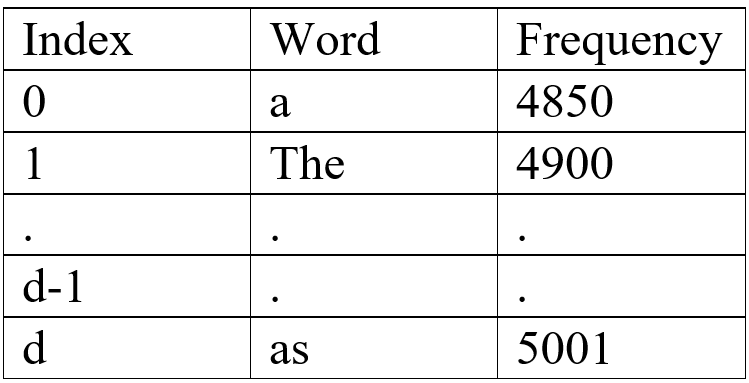 Index Word Frequency
0 a 4850
1 The 4900
. . .
d-1 . .
d as 5001